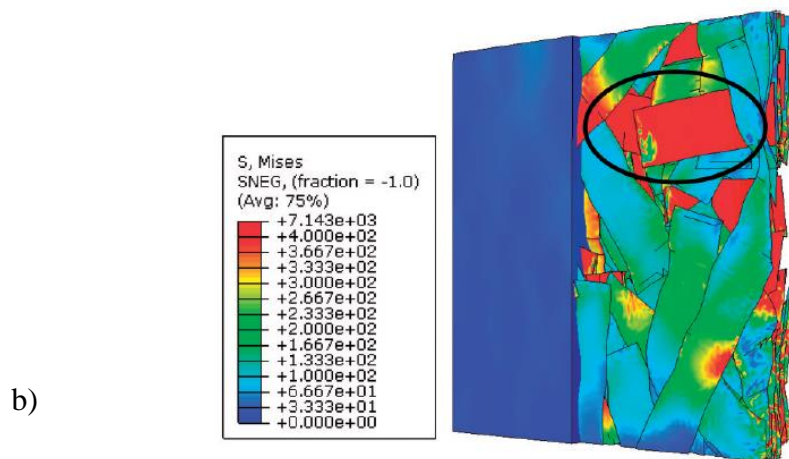 S, Mises
SNEG, (fraction = -1.0)
(Avg: 75%)
+7.143e+03
+4.000e+02
+3.667e+02
+3.333e+02
+3.000e+02
+2.667e+02
+2.333e+02
+2.000e+02
+1.667e+02
+1.333e+02
+1.000e+02
+6.667e+01
+3.333e+01
+0.000e+00
b)